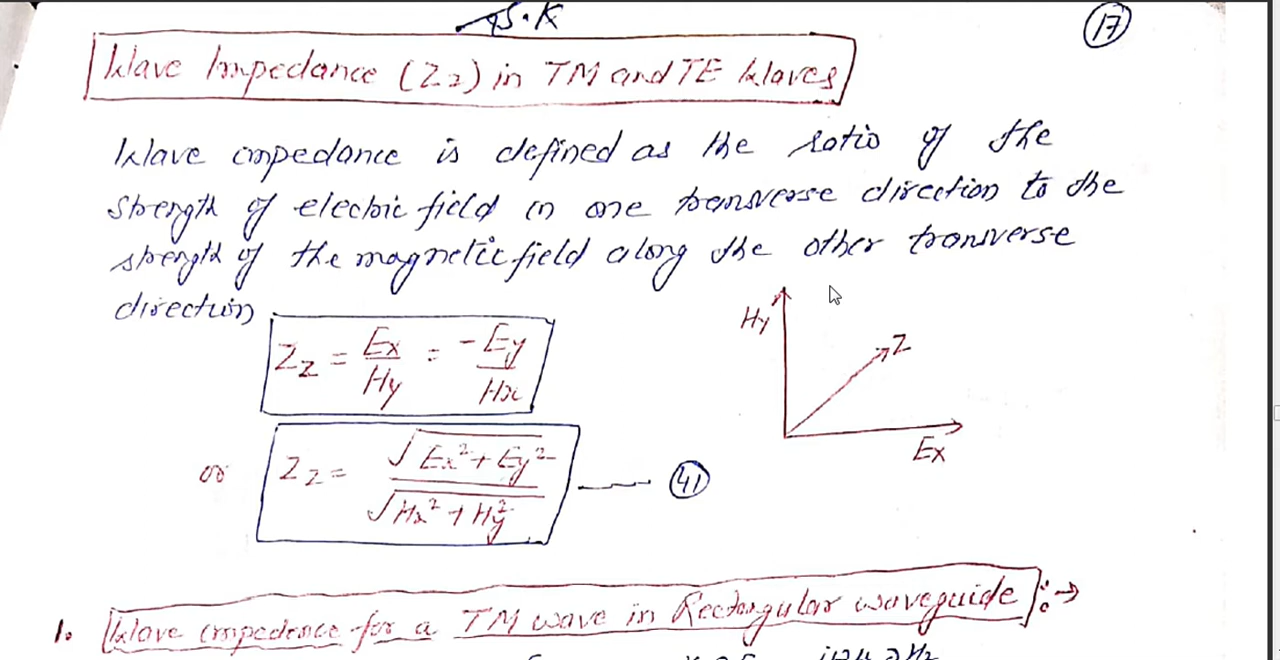 S.K
17
Wave Impedance (Zz) in TM and TE Waves
Wave impedance is defined as the ratio of the
strength of electric field in one transverse direction to the
strength of the magnetic field along the other transverse
direction
Zz = Ex/Hy = -Ey/Hx
Hy
Z
Ex
or Zz = √(Ex²+Ey²)/√(Hx²+Hy²) —— 41
1. Wave impedence for a TM wave in Rectangular waveguide :→